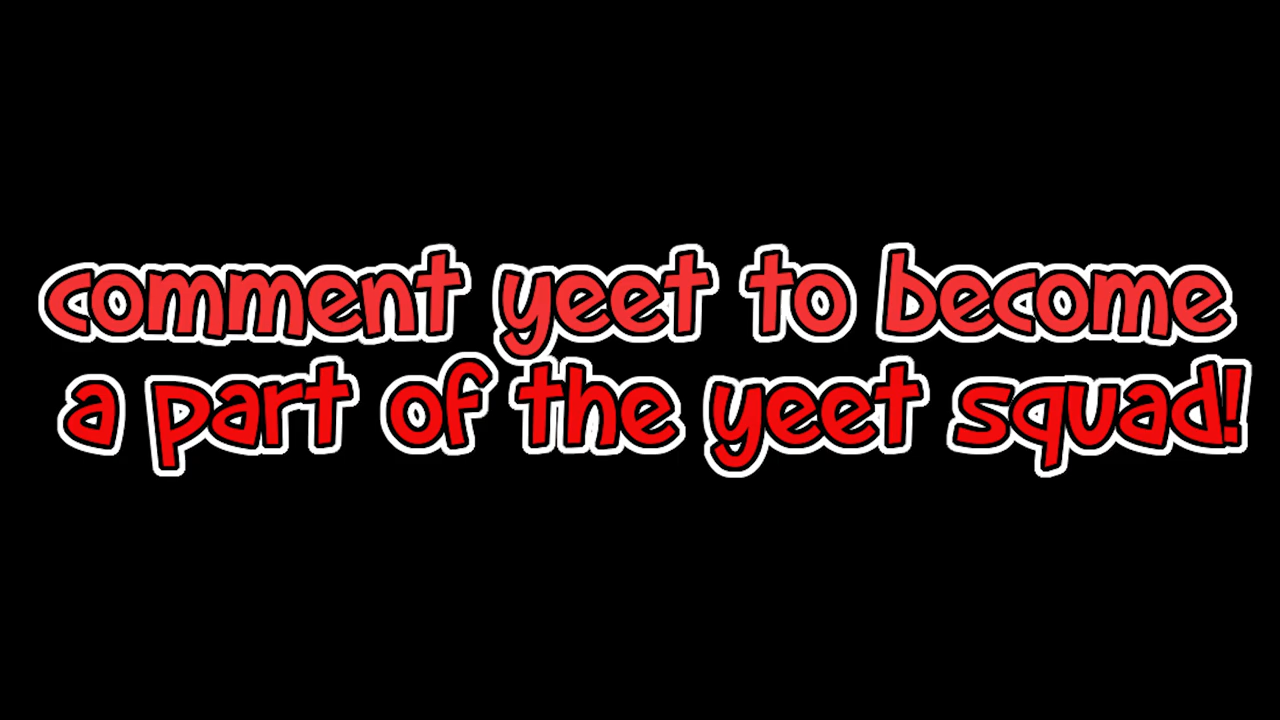 comment yeet to become
a part of the yeet squad!